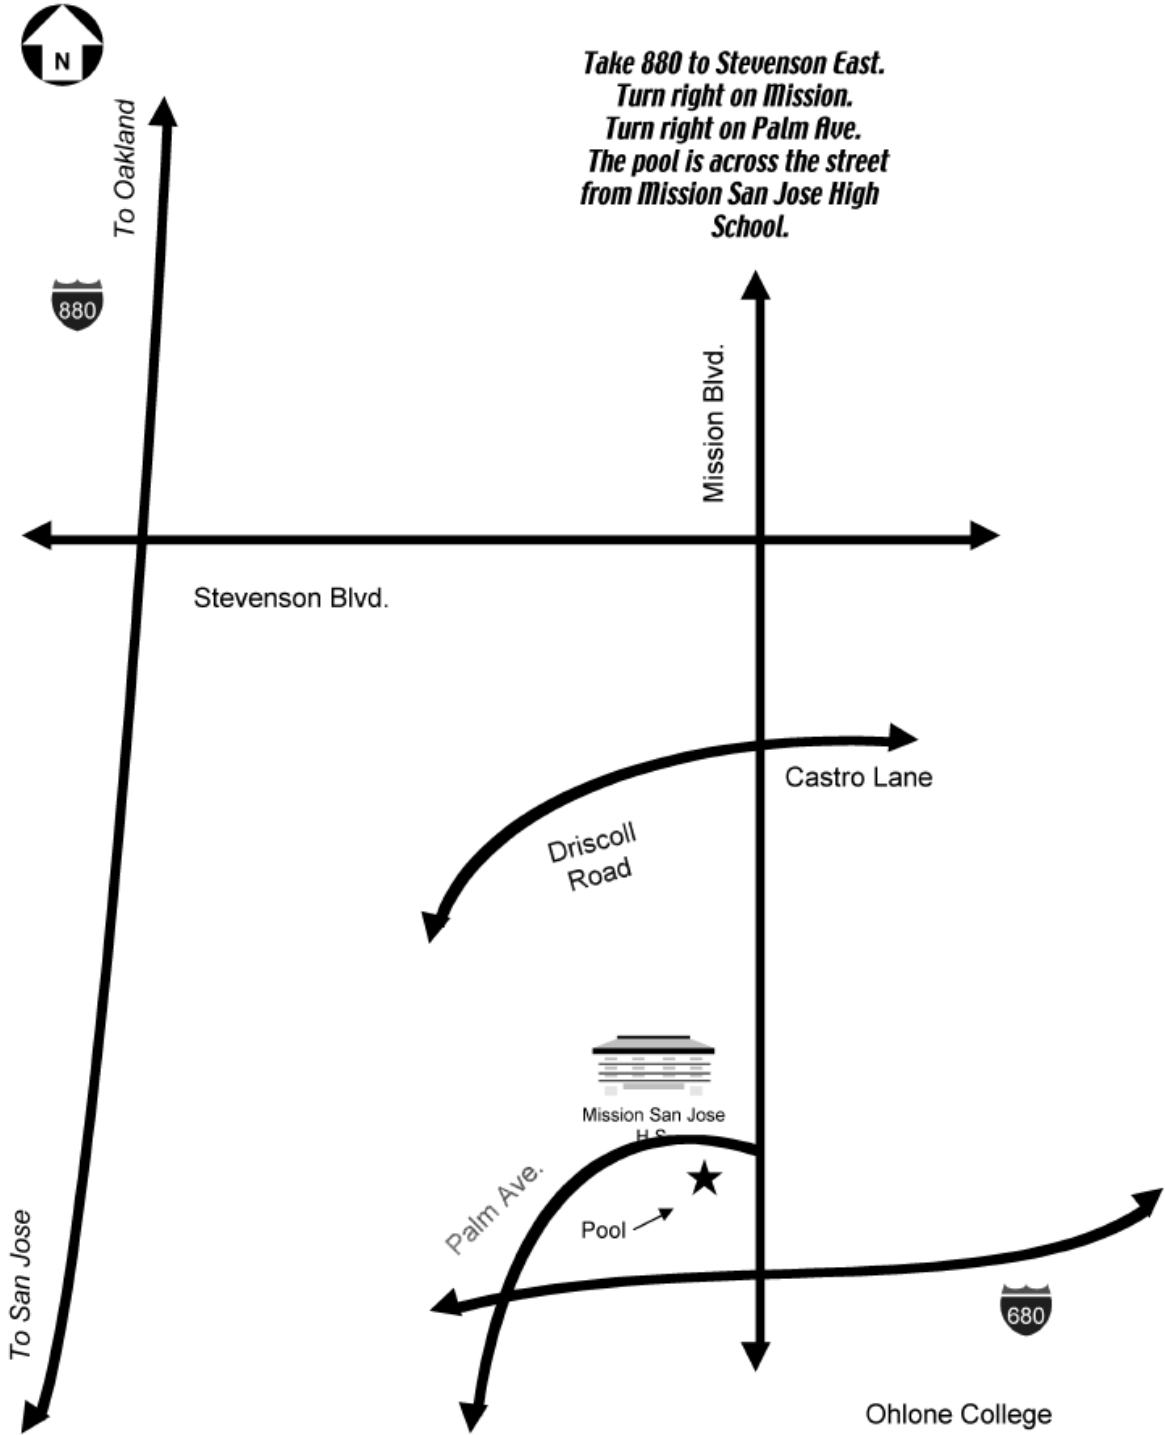 N
Take 880 to Stevenson East.
Turn right on Mission.
Turn right on Palm Ave.
The pool is across the street
from Mission San Jose High
School.
To Oakland
880
Mission Blvd.
Stevenson Blvd.
Castro Lane
Driscoll
Road
Mission San Jose
H.S.
Palm Ave.
Pool
To San Jose
680
Ohlone College